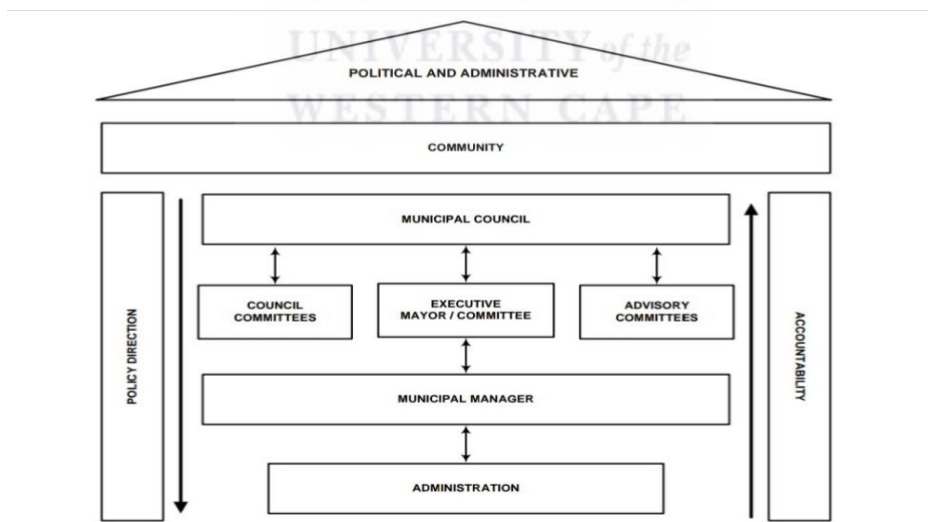 UNIVERSITY of the
WESTERN CAPE
POLITICAL AND ADMINISTRATIVE
COMMUNITY
POLICY DIRECTION
MUNICIPAL COUNCIL
COUNCIL
COMMITTEES
EXECUTIVE
MAYOR / COMMITTEE
ADVISORY
COMMITTEES
MUNICIPAL MANAGER
ADMINISTRATION
ACCOUNTABILITY